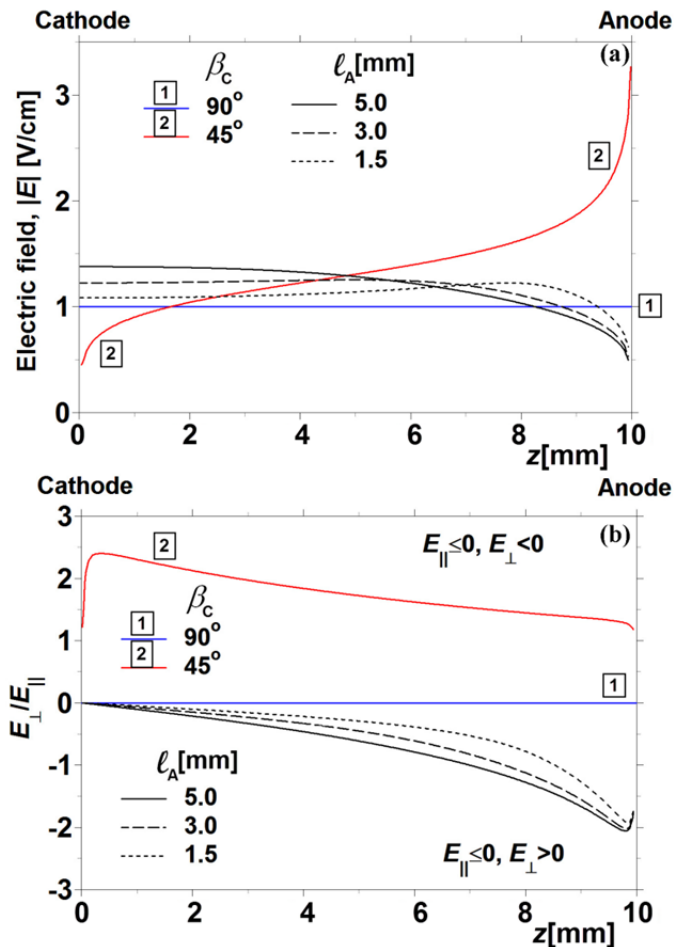 Cathode Anode
(a)
β_C ℓ_A[mm]
1 90° 5.0
2 45° 3.0
1.5
2
1
2
Electric field, |E| [V/cm]
3
2
1
0
0 2 4 6 8 10
z[mm]
Cathode Anode
(b)
2 E_||≤0, E_⊥<0
β_C
1 90°
2 45°
1
ℓ_A[mm]
5.0
3.0
1.5
E_||≤0, E_⊥>0
E_⊥/E_||
3
2
1
0
-1
-2
-3
0 2 4 6 8 10
z[mm]